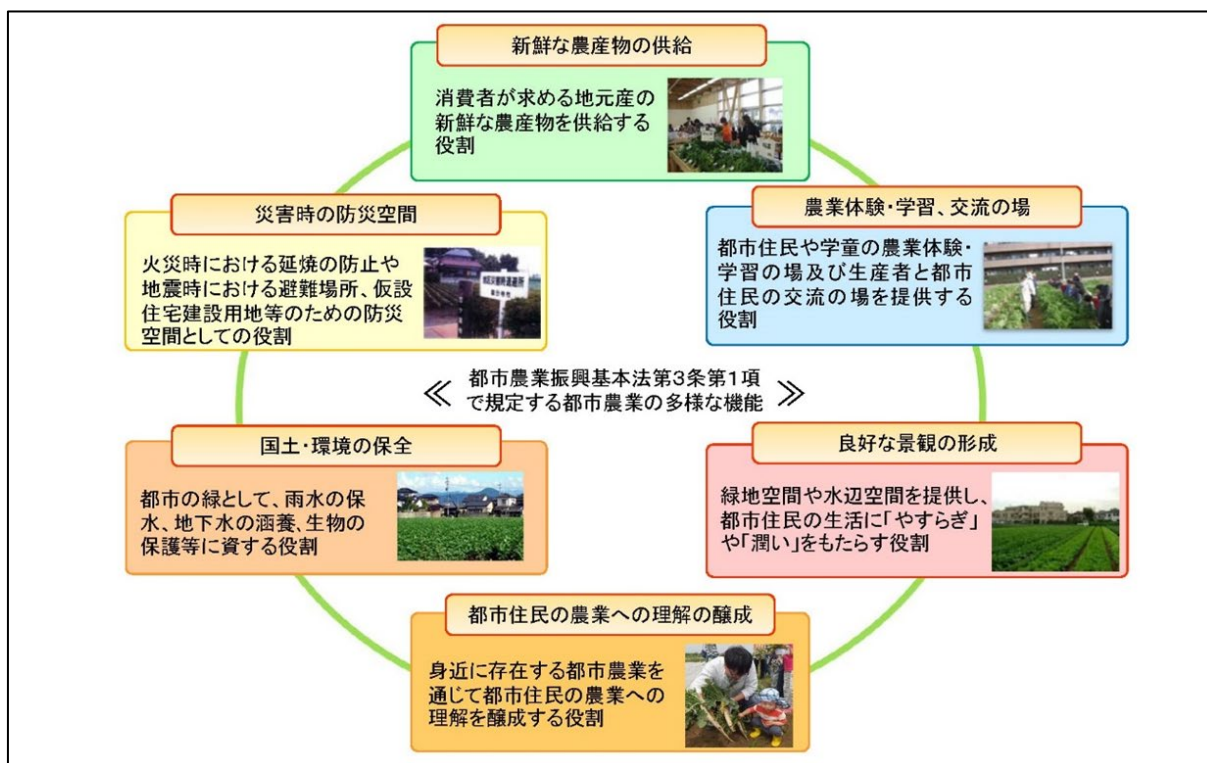 新鮮な農産物の供給
消費者が求める地元産の
新鮮な農産物を供給する
役割
災害時の防災空間
火災時における延焼の防止や
地震時における避難場所、仮設
住宅建設用地等のための防災
空間としての役割
農業体験・学習、交流の場
都市住民や学童の農業体験・
学習の場及び生産者と都市
住民の交流の場を提供する
役割
都市農業振興基本法第3条第1項
で規定する都市農業の多様な機能
国土・環境の保全
都市の緑として、雨水の保
水、地下水の涵養、生物の
保護等に資する役割
良好な景観の形成
緑地空間や水辺空間を提供し、
都市住民の生活に「やすらぎ」
や「潤い」をもたらす役割
都市住民の農業への理解の醸成
身近に存在する都市農業を
通じて都市住民の農業への
理解を醸成する役割